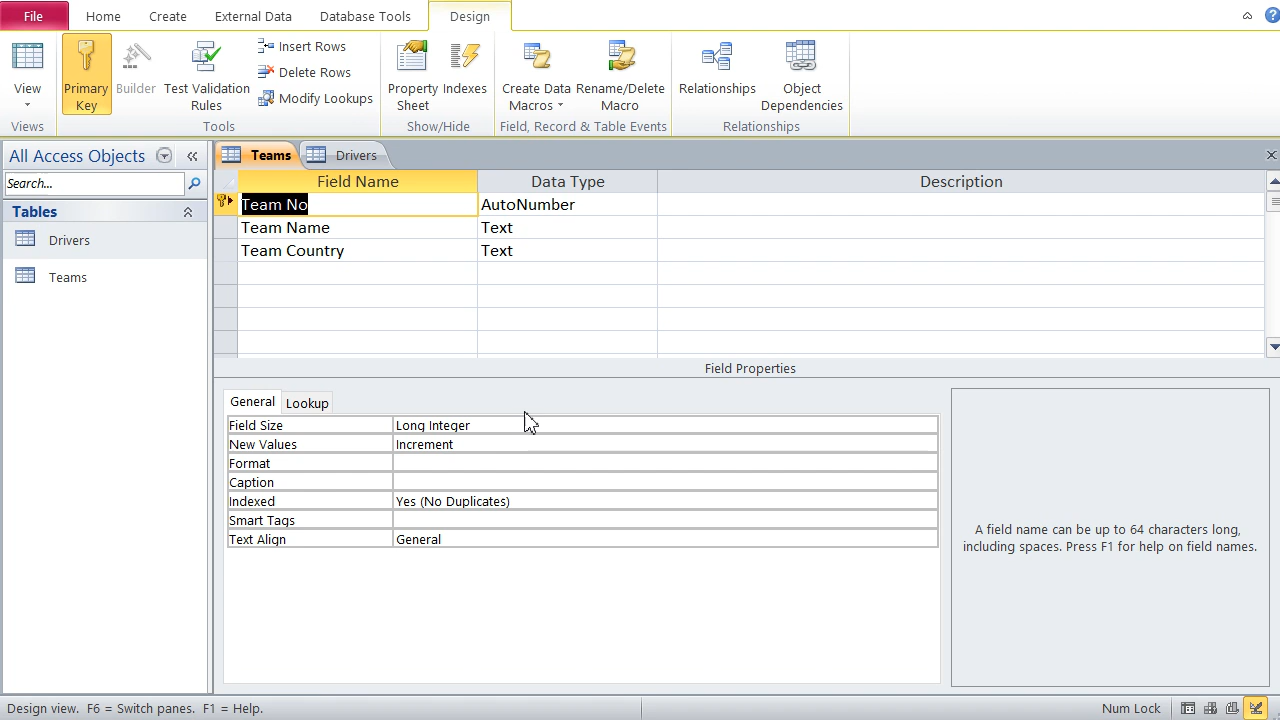 File Home Create External Data Database Tools Design
View Primary Key Builder Test Validation Rules Insert Rows Delete Rows Modify Lookups Property Sheet Indexes Create Data Macros Rename/Delete Macro Relationships Object Dependencies
Views Tools Show/Hide Field, Record & Table Events Relationships
All Access Objects
Search...
Tables
Drivers
Teams
Teams Drivers
Field Name Data Type Description
Team No AutoNumber
Team Name Text
Team Country Text
Field Properties
General Lookup
Field Size Long Integer
New Values Increment
Format
Caption
Indexed Yes (No Duplicates)
Smart Tags
Text Align General
A field name can be up to 64 characters long,
including spaces. Press F1 for help on field names.
Design view. F6 = Switch panes. F1 = Help. Num Lock